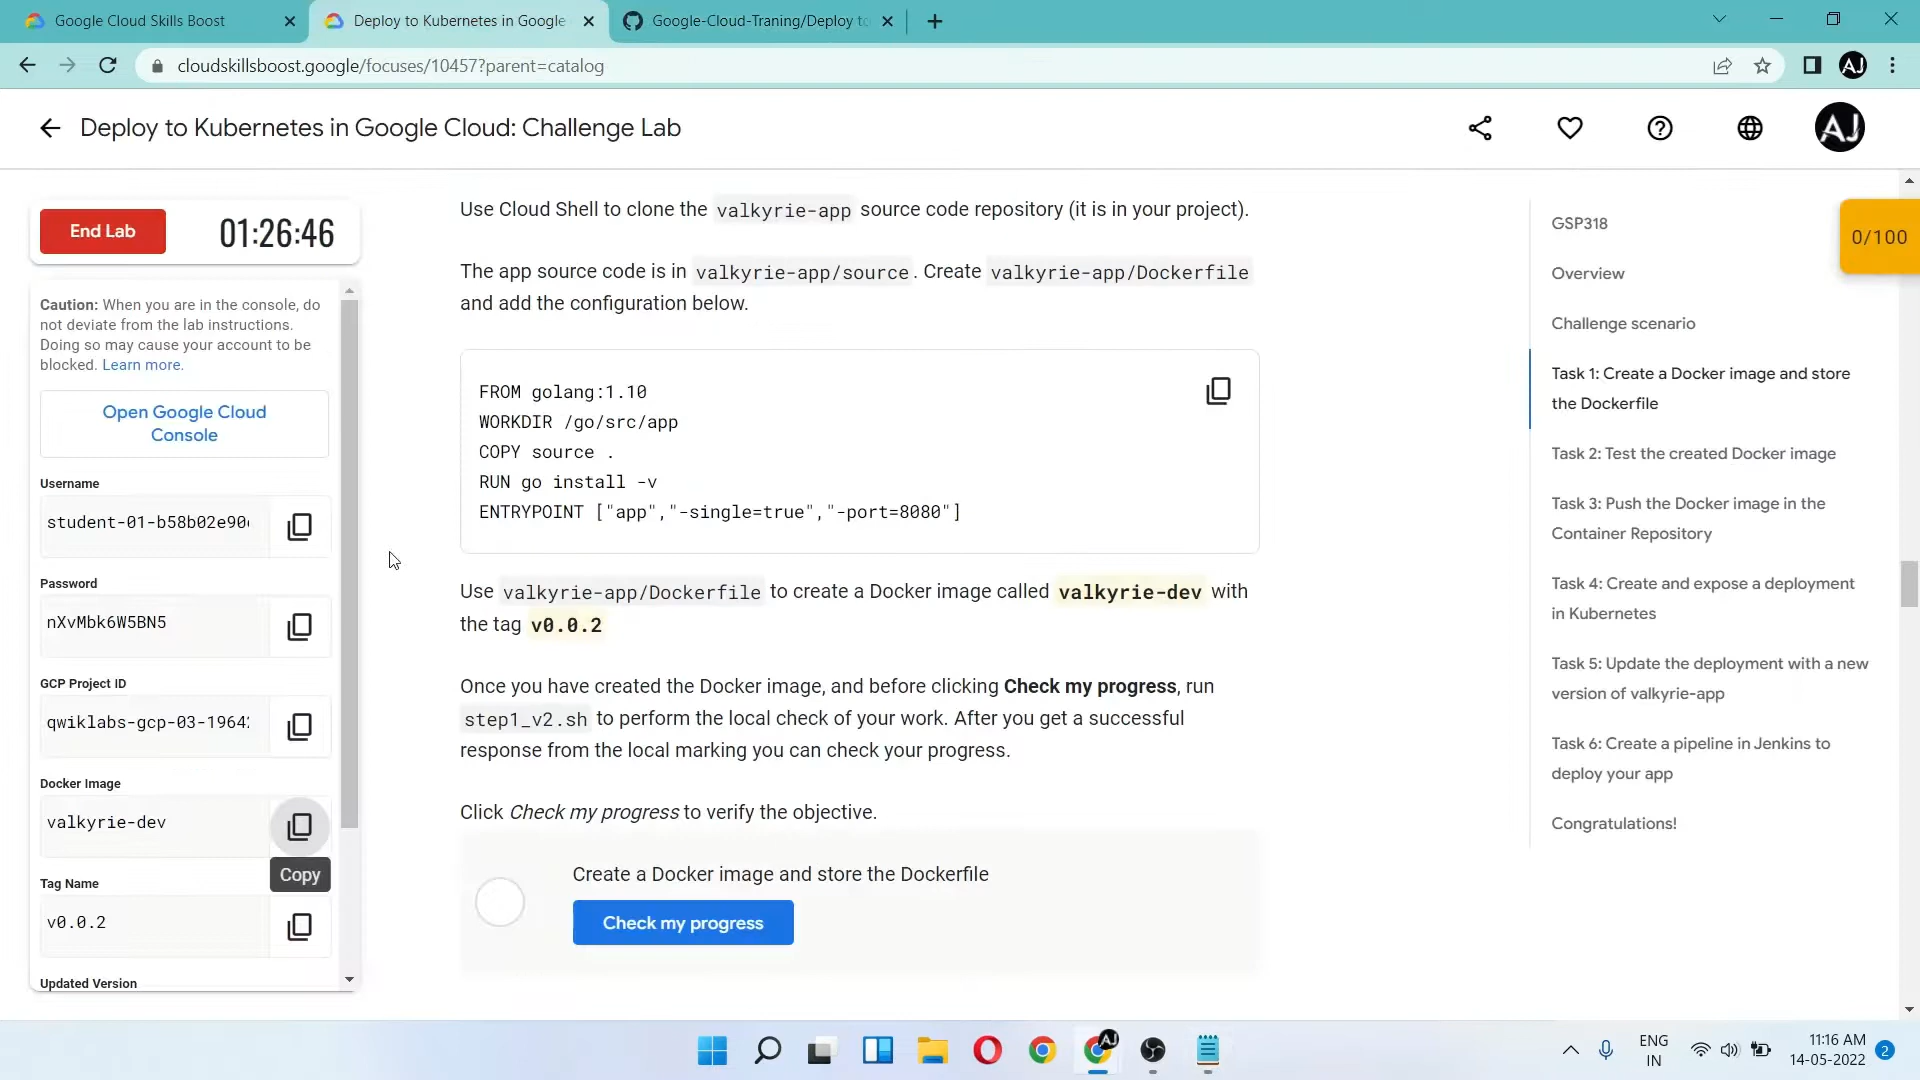 Google Cloud Skills Boost
Deploy to Kubernetes in Google
Google-Cloud-Traning/Deploy to
cloudskillsboost.google/focuses/10457?parent=catalog
AJ
Deploy to Kubernetes in Google Cloud: Challenge Lab
AJ
End Lab
01:26:46
Caution: When you are in the console, do
not deviate from the lab instructions.
Doing so may cause your account to be
blocked. Learn more.
Open Google Cloud
Console
Username
student-01-b58b02e90
Password
nXvMbk6W5BN5
GCP Project ID
qwiklabs-gcp-03-1964
Docker Image
valkyrie-dev
Copy
Tag Name
v0.0.2
Updated Version
Use Cloud Shell to clone the valkyrie-app source code repository (it is in your project).
The app source code is in valkyrie-app/source. Create valkyrie-app/Dockerfile
and add the configuration below.
FROM golang:1.10
WORKDIR /go/src/app
COPY source .
RUN go install -v
ENTRYPOINT ["app","-single=true","-port=8080"]
Use valkyrie-app/Dockerfile to create a Docker image called valkyrie-dev with
the tag v0.0.2
Once you have created the Docker image, and before clicking Check my progress, run
step1_v2.sh to perform the local check of your work. After you get a successful
response from the local marking you can check your progress.
Click Check my progress to verify the objective.
Create a Docker image and store the Dockerfile
Check my progress
GSP318
0/100
Overview
Challenge scenario
Task 1: Create a Docker image and store
the Dockerfile
Task 2: Test the created Docker image
Task 3: Push the Docker image in the
Container Repository
Task 4: Create and expose a deployment
in Kubernetes
Task 5: Update the deployment with a new
version of valkyrie-app
Task 6: Create a pipeline in Jenkins to
deploy your app
Congratulations!
AJ
ENG
IN
11:16 AM
14-05-2022
2